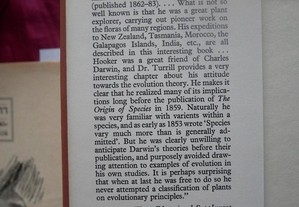 (published 1862–83). . . . What is not so
well known is that he was a great plant
explorer, carrying out pioneer work on
the floras of many regions. His expeditions
to New Zealand, Tasmania, Morocco, the
Galapagos Islands, India, etc., are all
described in this interesting book . . .
Hooker was a great friend of Charles
Darwin, and Dr. Turrill provides a very
interesting chapter about his attitude
towards the evolution theory. He makes it
clear that he realized many of its implica-
tions long before the publication of The
Origin of Species in 1859. Naturally he
was very familiar with variants within a
species, and as early as 1853 wrote 'Species
vary much more than is generally ad-
mitted'. But he was clearly unwilling to
anticipate Darwin's theories before their
publication, and purposely avoided draw-
ing attention to examples of evolution in
his own studies. It is perhaps surprising
that when at last he was free to do so he
never attempted a classification of plants
on evolutionary principles."